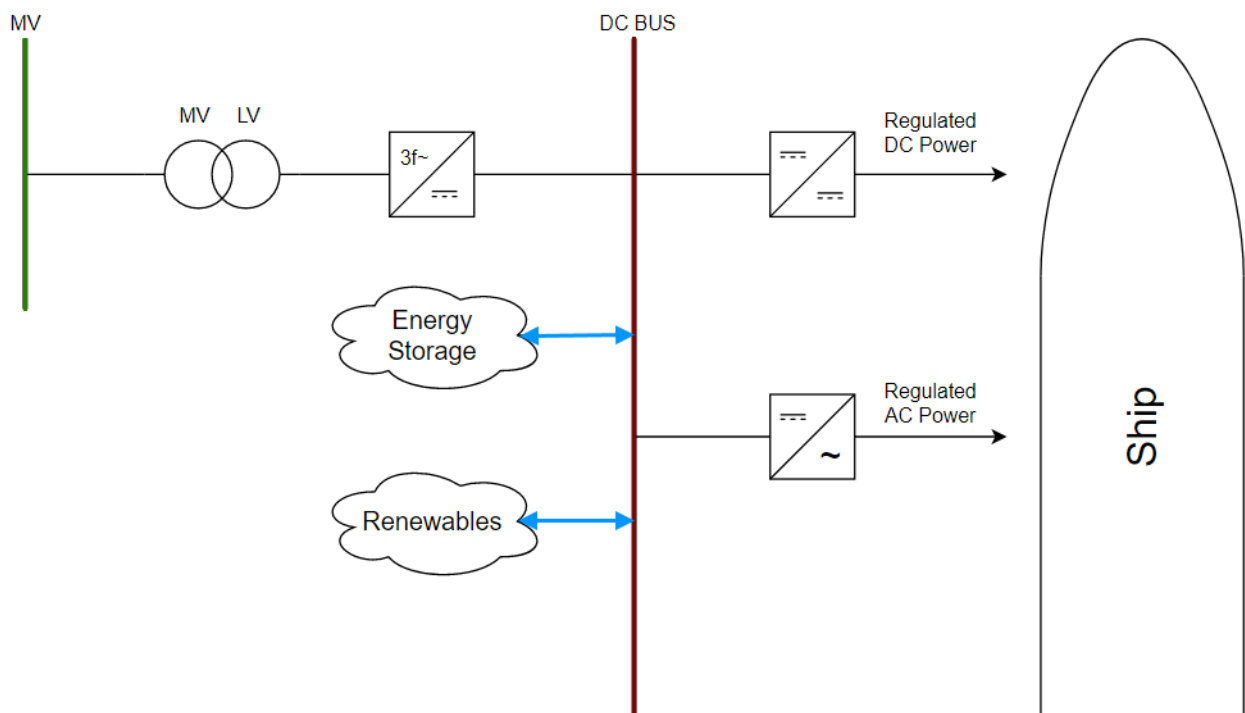 MV
DC BUS
MV
LV
3f~
Regulated
DC Power
Energy
Storage
Regulated
AC Power
~
Renewables
Ship